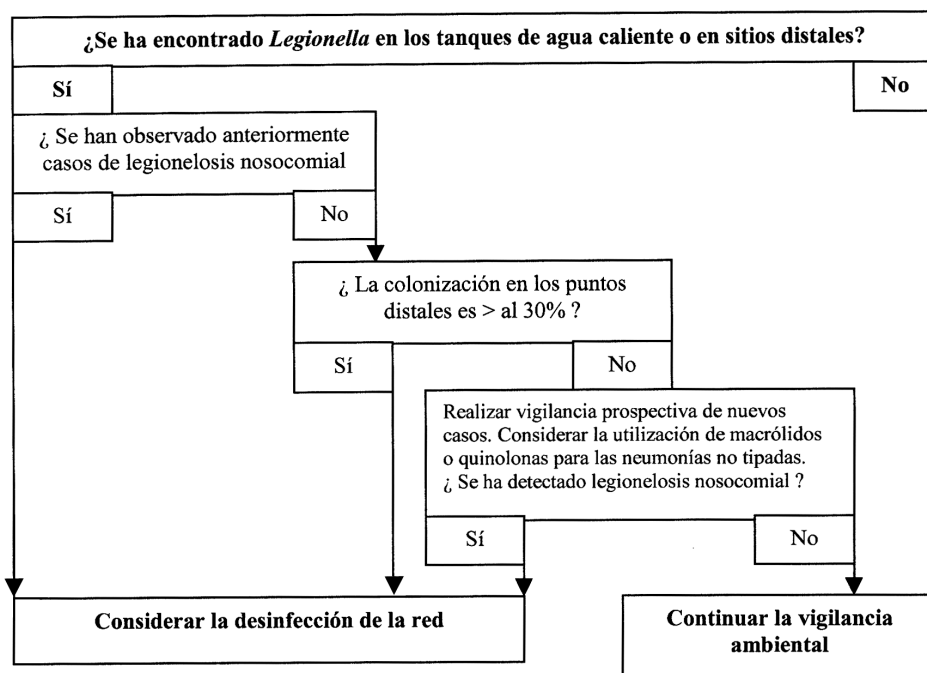 ¿Se ha encontrado Legionella en los tanques de agua caliente o en sitios distales?
Sí
No
¿ Se han observado anteriormente
casos de legionelosis nosocomial
Sí
No
¿ La colonización en los puntos
distales es > al 30% ?
Sí
No
Realizar vigilancia prospectiva de nuevos
casos. Considerar la utilización de macrólidos
o quinolonas para las neumonías no tipadas.
¿ Se ha detectado legionelosis nosocomial ?
Sí
No
Considerar la desinfección de la red
Continuar la vigilancia
ambiental